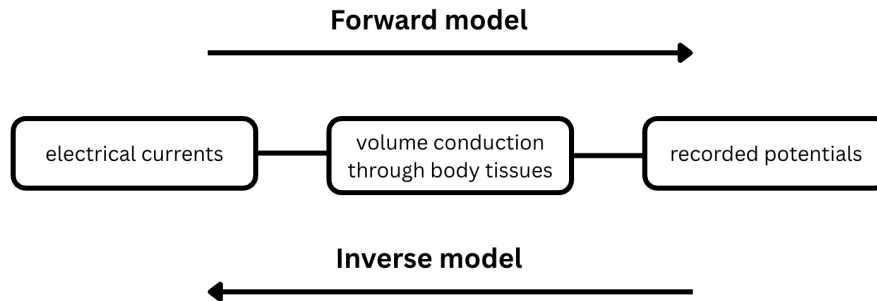 Forward model
electrical currents
volume conduction
through body tissues
recorded potentials
Inverse model